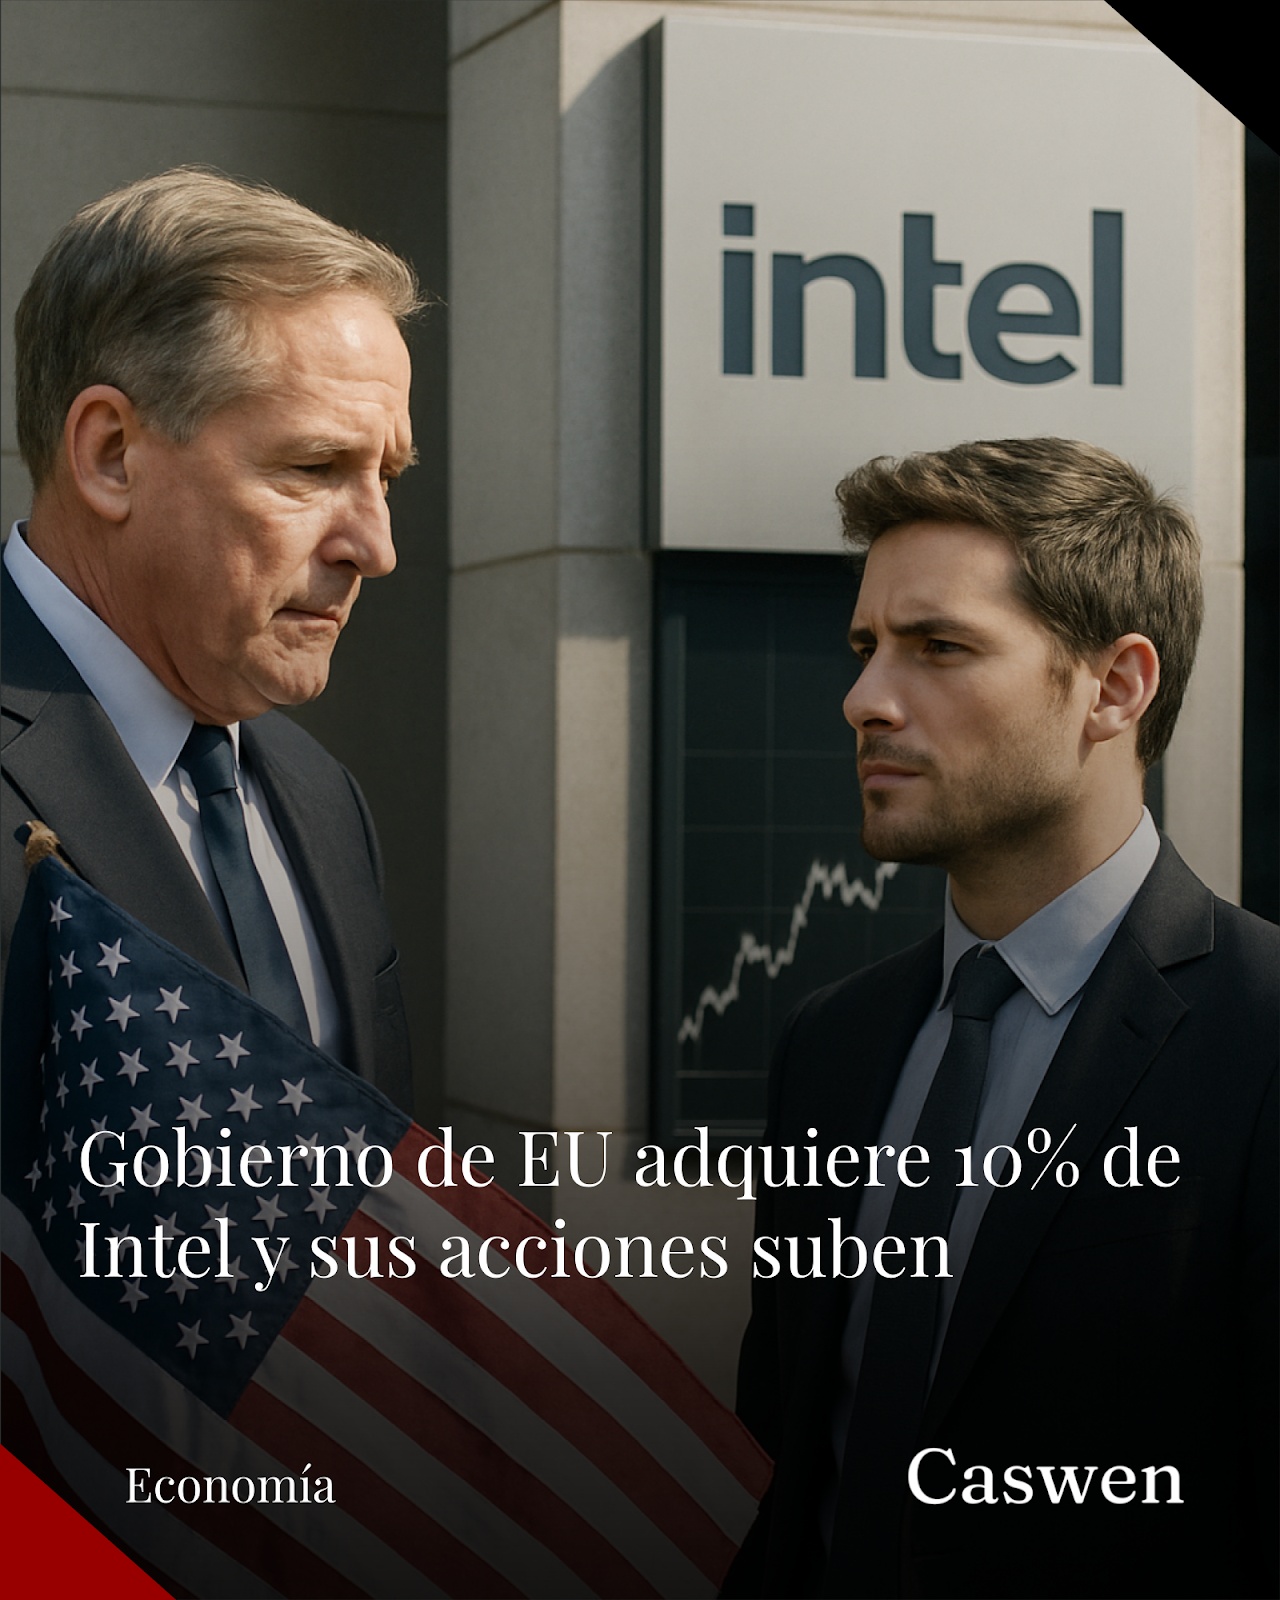 intel
Gobierno de EU adquiere 10% de
Intel y sus acciones suben
Economía
Caswen